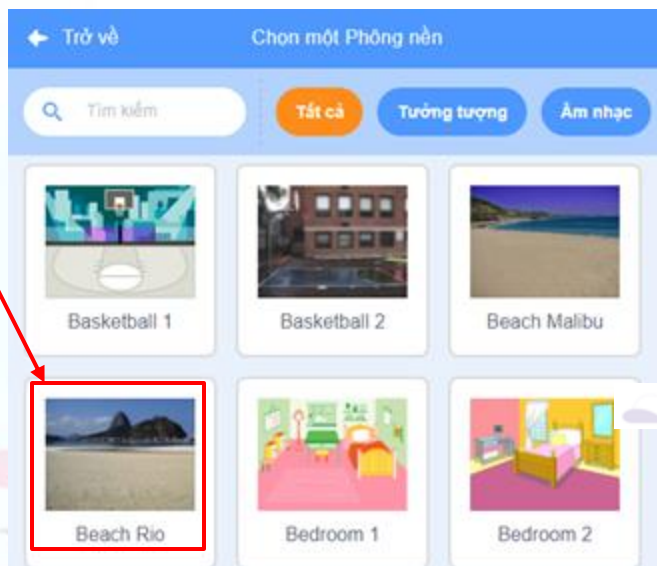 Trở về
Chọn một Phông nền
Tìm kiếm
Tất cả
Tưởng tượng
Âm nhạc
Basketball 1
Basketball 2
Beach Malibu
Beach Rio
Bedroom 1
Bedroom 2